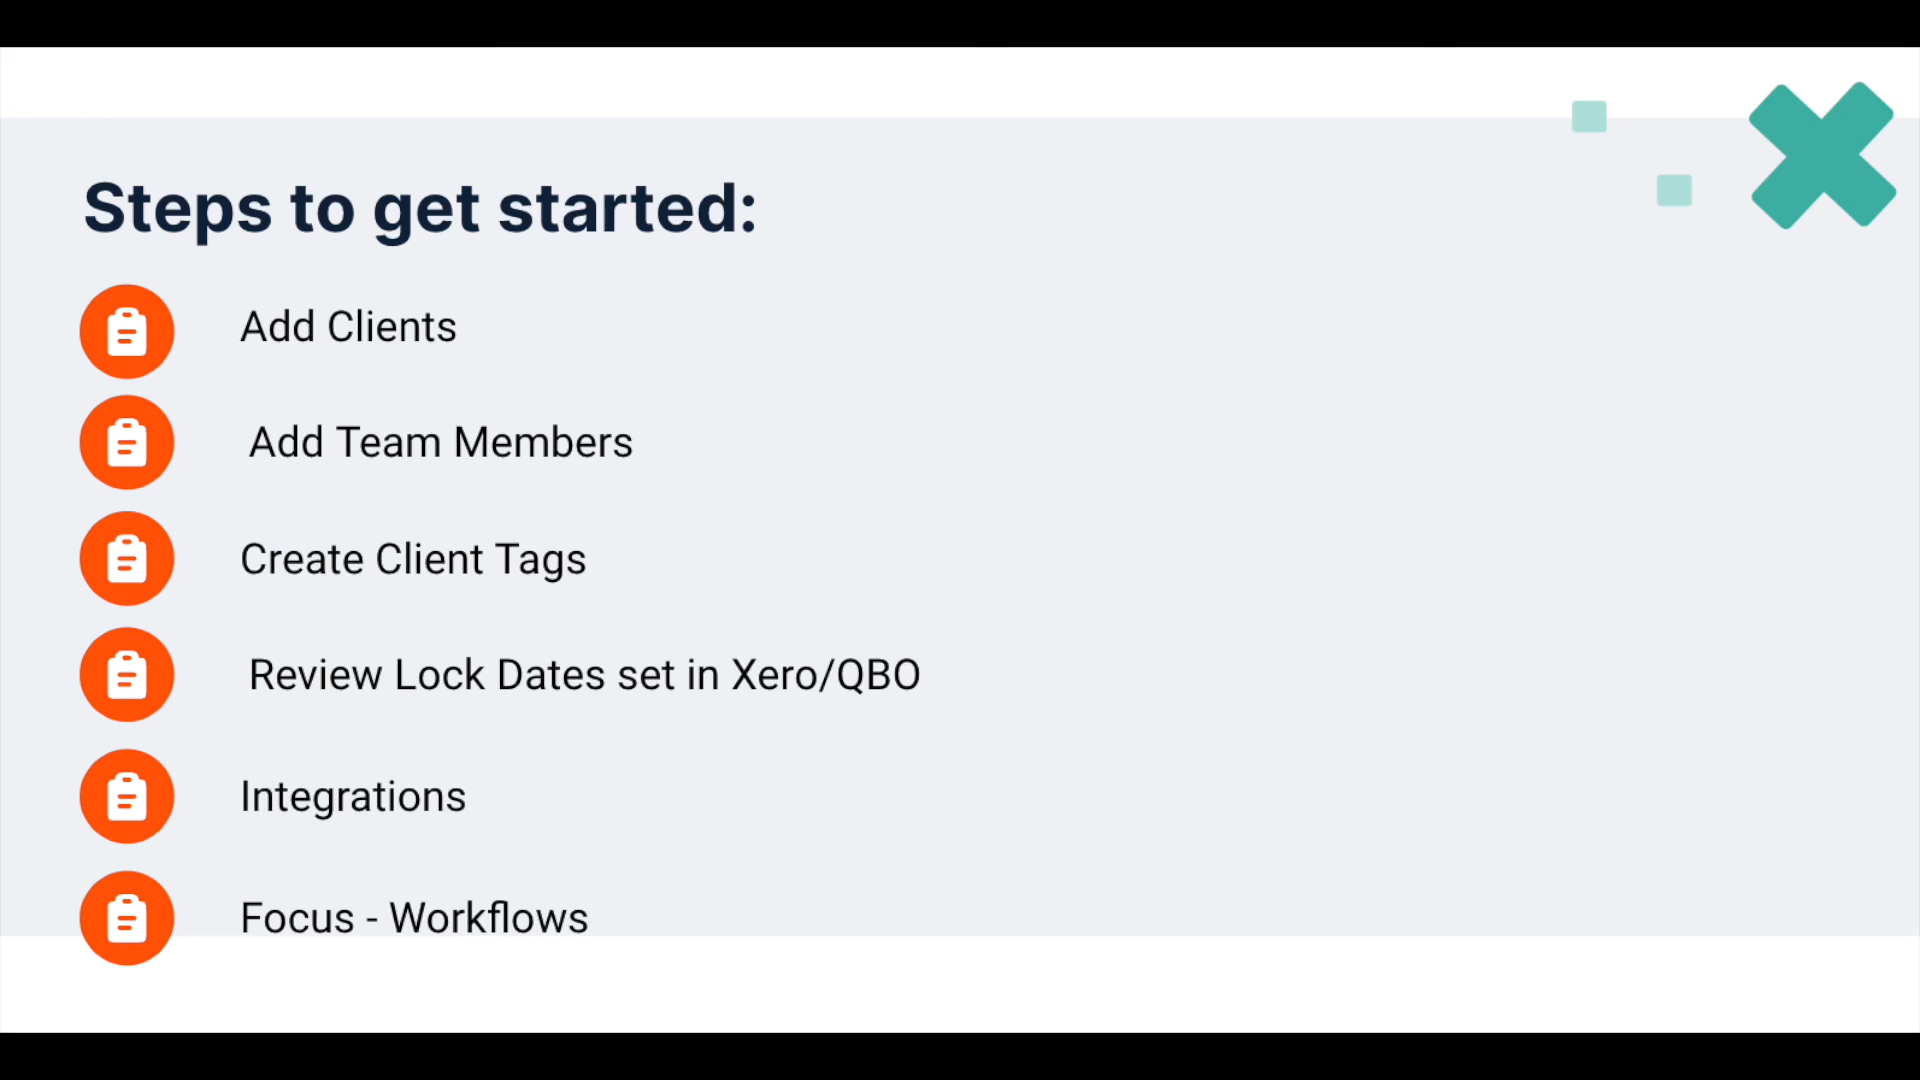 Steps to get started:
Add Clients
Add Team Members
Create Client Tags
Review Lock Dates set in Xero/QBO
Integrations
Focus - Workflows